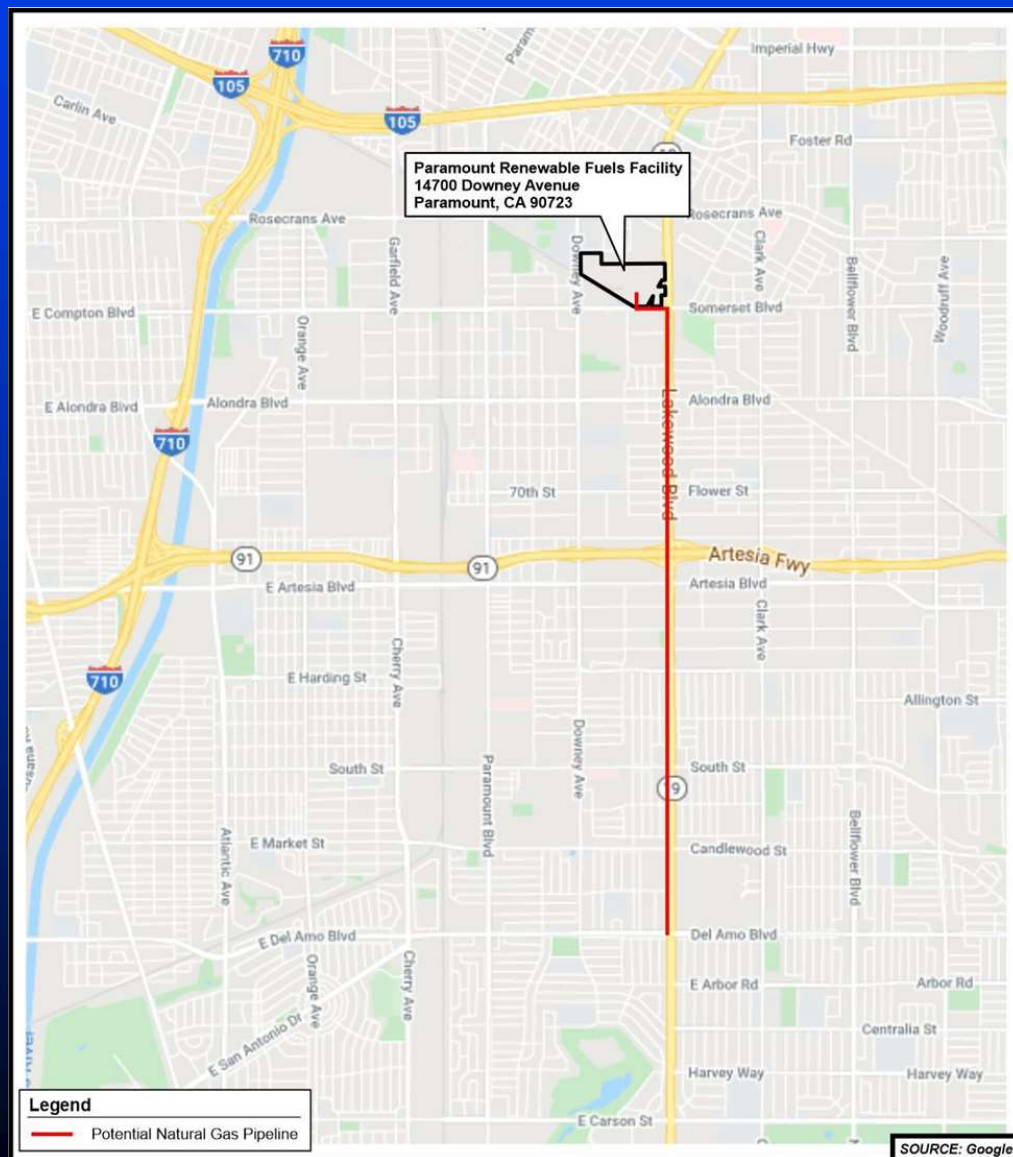 Imperial Hwy
710
105
Carlin Ave
105
Foster Rd
Paramount Renewable Fuels Facility
14700 Downey Avenue
Paramount, CA 90723
Rosecrans Ave
Rosecrans Ave
Garfield Ave
Downey Ave
Clark Ave
Bellflower Blvd
Woodruff Ave
E Compton Blvd
Orange Ave
Somerset Blvd
E Alondra Blvd
Alondra Blvd
Lakewood Blvd
Alondra Blvd
710
70th St
Flower St
91
91
Artesia Fwy
E Artesia Blvd
Artesia Blvd
Cherry Ave
Clark Ave
710
E Harding St
Allington St
Downey Ave
South St
South St
Paramount Blvd
Atlantic Ave
E Market St
Candlewood St
Bellflower Blvd
E Del Amo Blvd
Del Amo Blvd
Orange Ave
Cherry Ave
E Arbor Rd
Arbor Rd
E San Antonio Dr
Centralia St
Harvey Way
Harvey Way
Legend
Potential Natural Gas Pipeline
E Carson St
SOURCE: Google